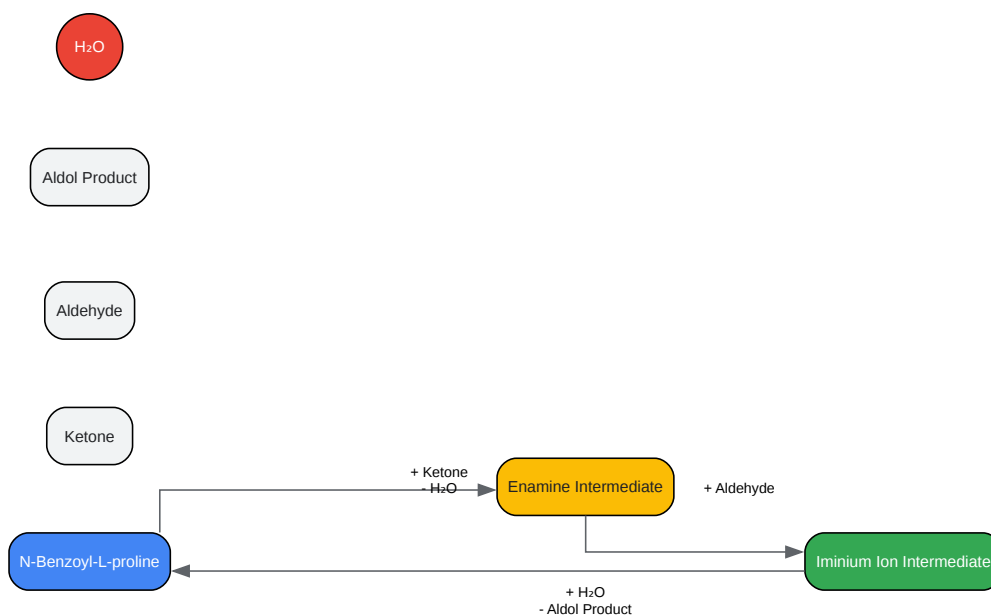 H₂O
Aldol Product
Aldehyde
Ketone
+ Ketone
- H₂O
Enamine Intermediate
+ Aldehyde
N-Benzoyl-L-proline
Iminium Ion Intermediate
+ H₂O
- Aldol Product